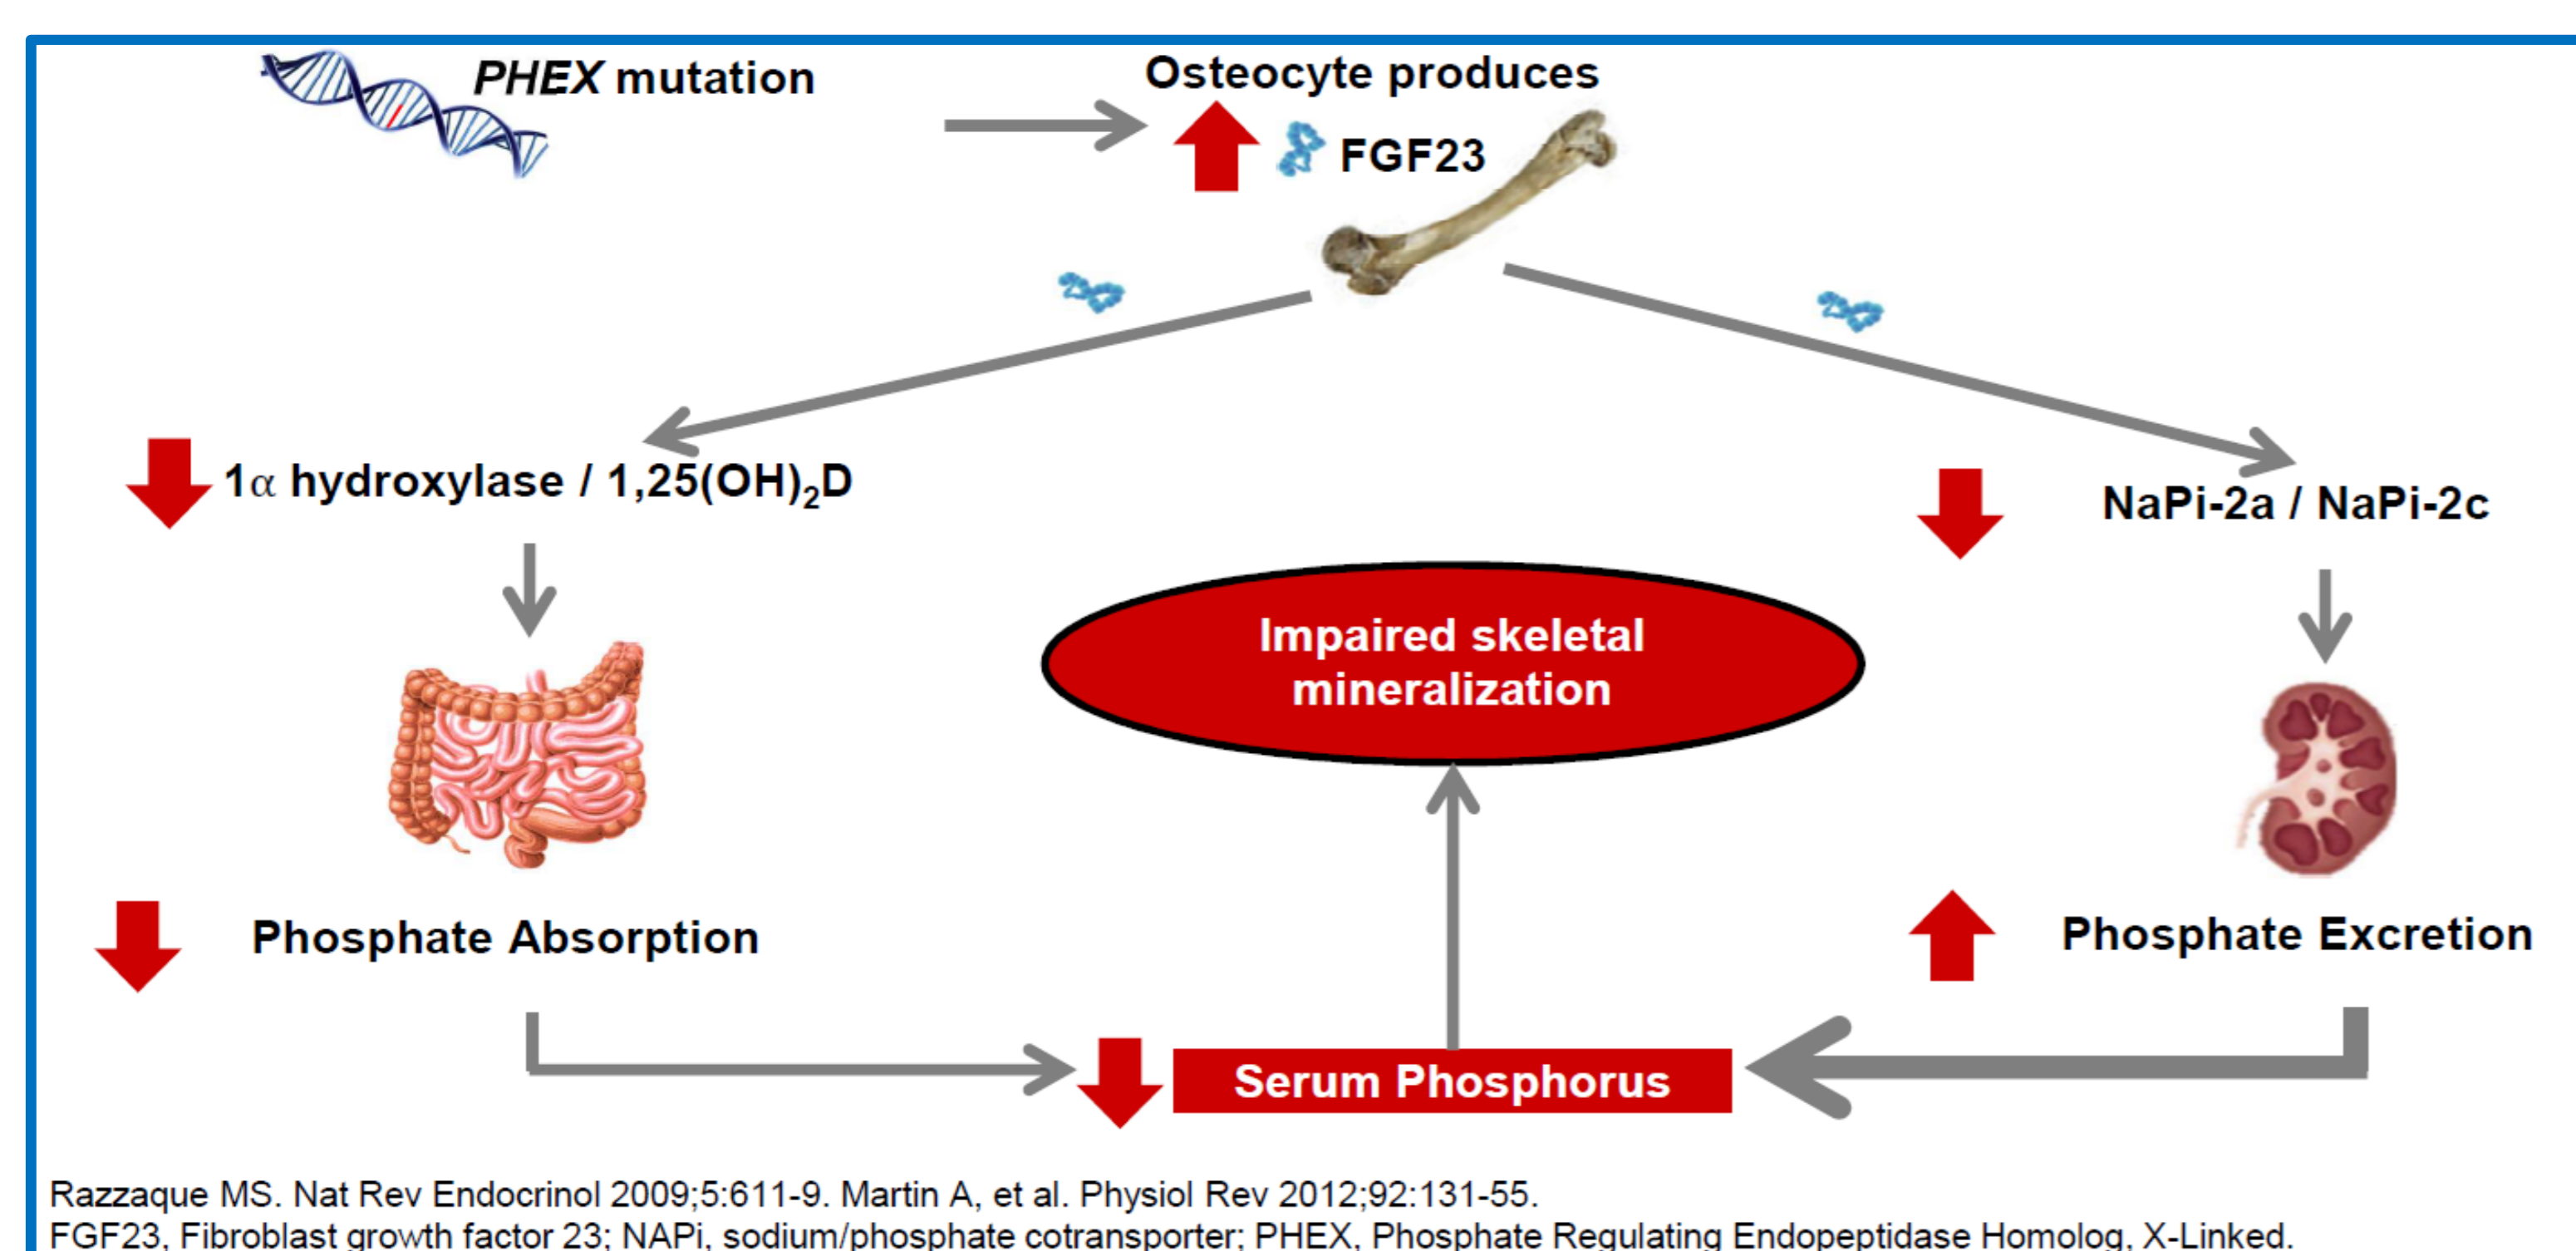 PHEX mutation
Osteocyte produces
FGF23
1α hydroxylase / 1,25(OH)₂D
NaPi-2a / NaPi-2c
Impaired skeletal
mineralization
Phosphate Absorption
Phosphate Excretion
Serum Phosphorus
Razzaque MS. Nat Rev Endocrinol 2009;5:611-9. Martin A, et al. Physiol Rev 2012;92:131-55.
FGF23, Fibroblast growth factor 23; NAPi, sodium/phosphate cotransporter; PHEX, Phosphate Regulating Endopeptidase Homolog, X-Linked.